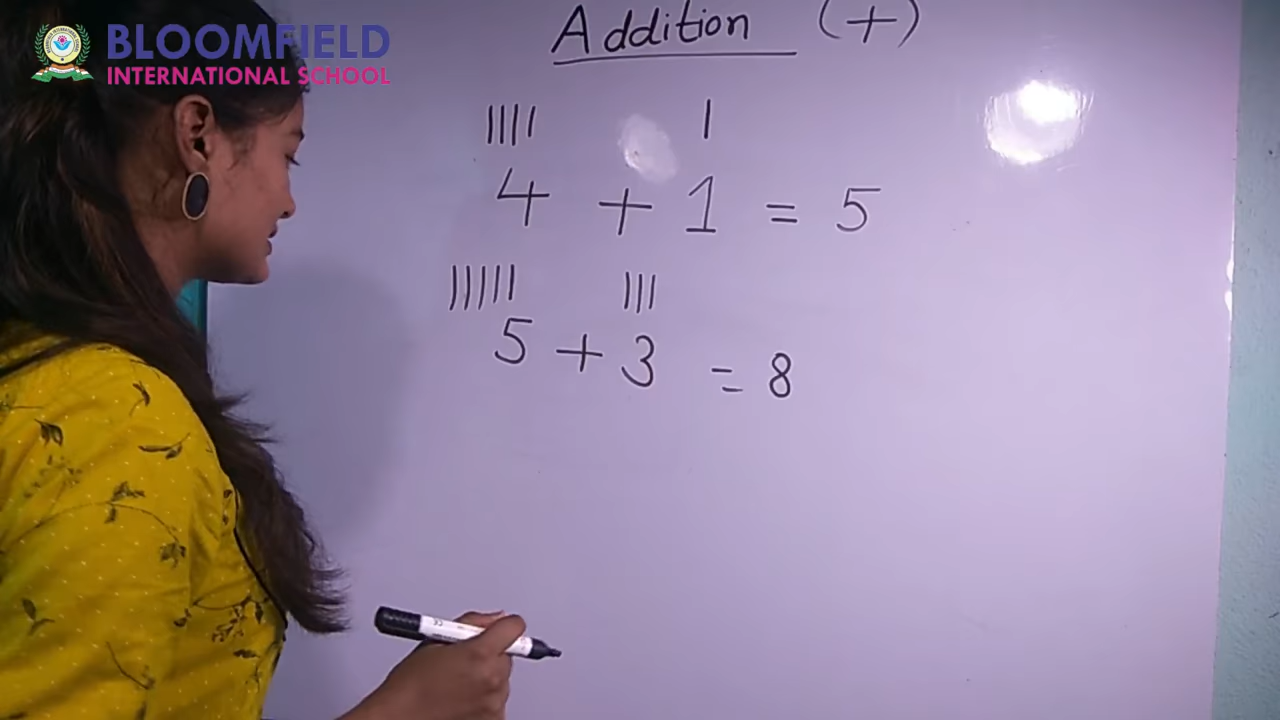 BLOOMFIELD
INTERNATIONAL SCHOOL
Addition (+)
|||| |
4 + 1 = 5
||||| |||
5 + 3 = 8